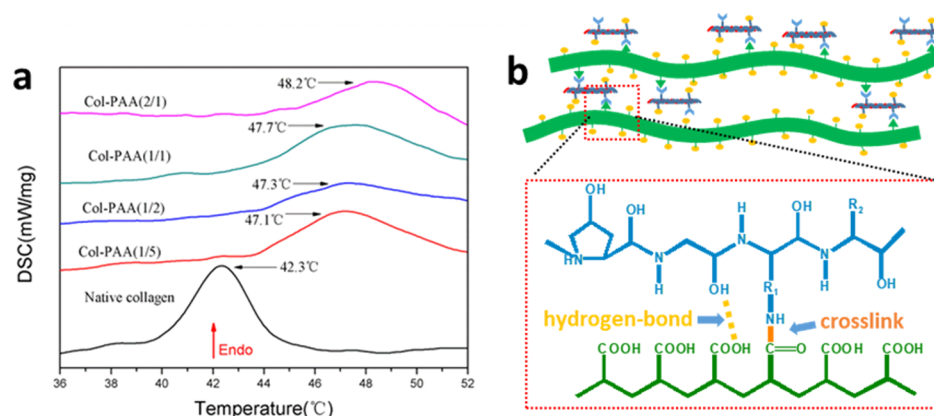 a
DSC(mW/mg)
Col-PAA(2/1)
48.2℃
Col-PAA(1/1)
47.7℃
Col-PAA(1/2)
47.3℃
Col-PAA(1/5)
47.1℃
Native collagen
42.3℃
Endo
36 38 40 42 44 46 48 50 52
Temperature(℃)
b
OH
OH
OH
R2
H
N
HN
N
H
OH
R1
N
H
OH
hydrogen-bond
NH
crosslink
COOH COOH COOH C=O COOH COOH